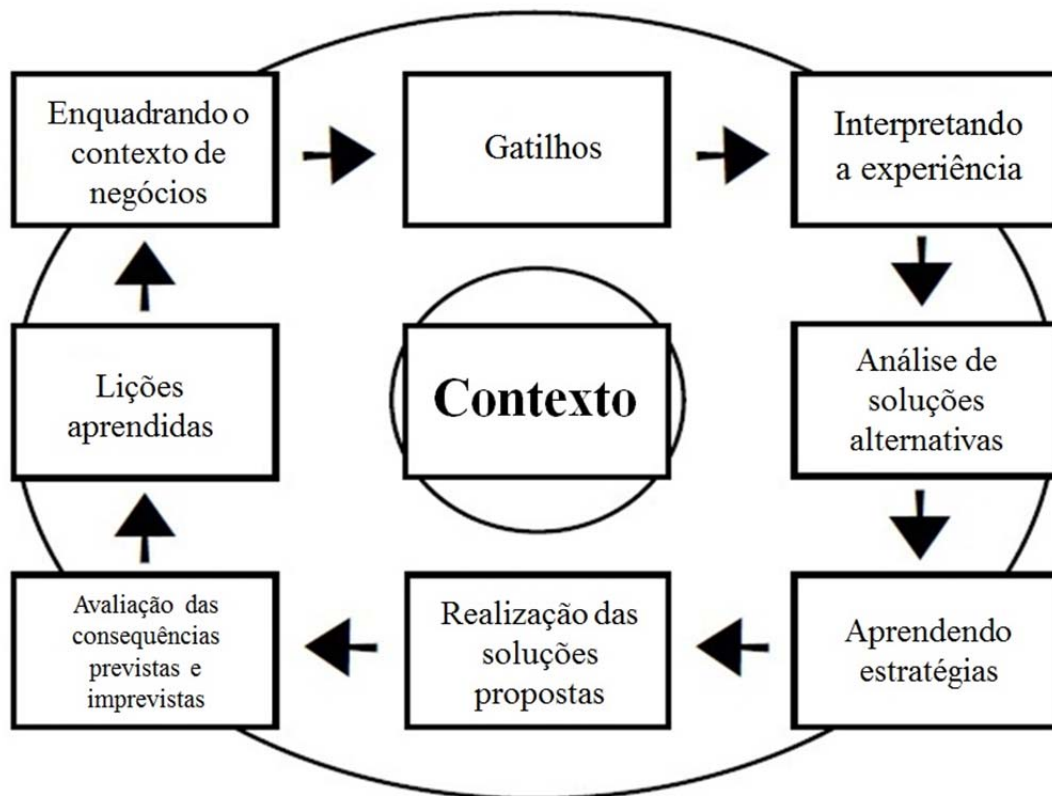 Enquadrando o
contexto de
negócios
Gatilhos
Interpretando
a experiência
Lições
aprendidas
Contexto
Análise de
soluções
alternativas
Avaliação das
consequências
previstas e
imprevistas
Realização das
soluções
propostas
Aprendendo
estratégias